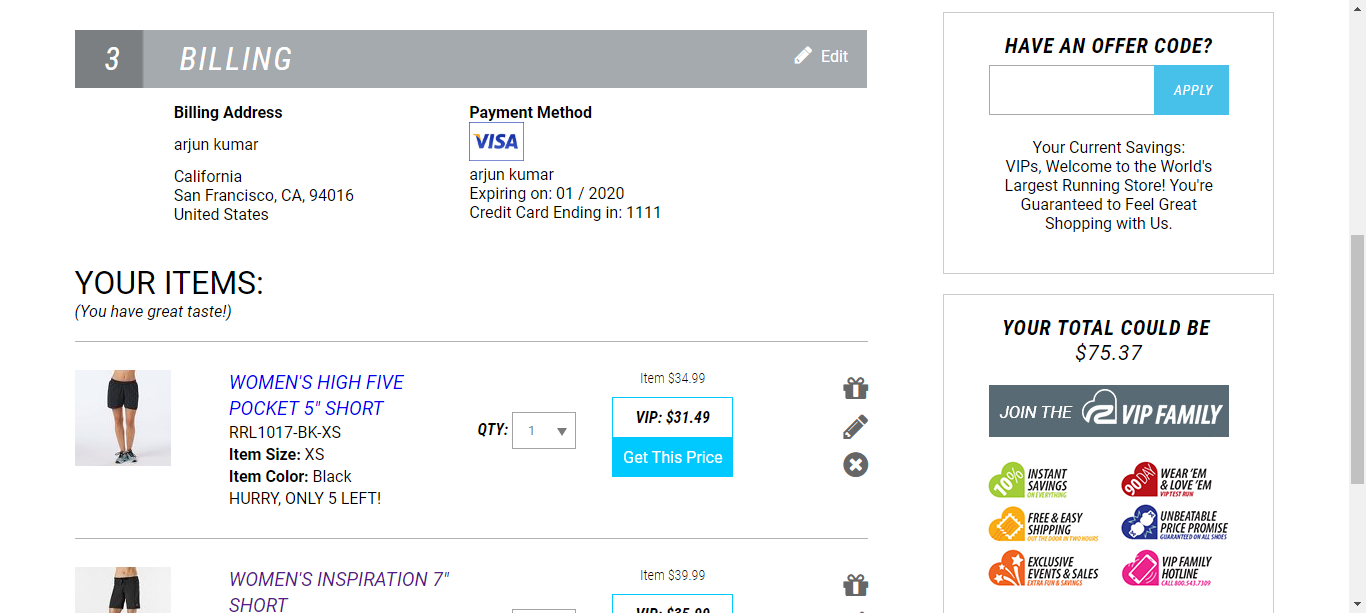 3 BILLING
Edit
Billing Address
arjun kumar
California
San Francisco, CA, 94016
United States
Payment Method
VISA
arjun kumar
Expiring on: 01 / 2020
Credit Card Ending in: 1111
YOUR ITEMS:
(You have great taste!)
WOMEN'S HIGH FIVE
POCKET 5" SHORT
RRL1017-BK-XS
Item Size: XS
Item Color: Black
HURRY, ONLY 5 LEFT!
QTY: 1
Item $34.99
VIP: $31.49
Get This Price
WOMEN'S INSPIRATION 7"
SHORT
Item $39.99
VIP: $35.99
HAVE AN OFFER CODE?
APPLY
Your Current Savings:
VIPs, Welcome to the World's
Largest Running Store! You're
Guaranteed to Feel Great
Shopping with Us.
YOUR TOTAL COULD BE
$75.37
JOIN THE VIP FAMILY
10%
INSTANT
SAVINGS
ON EVERYTHING
90 DAY
WEAR 'EM
& LOVE 'EM
VIP TEST RUN
FREE & EASY
SHIPPING
OUT THE DOOR IN TWO HOURS
UNBEATABLE
PRICE PROMISE
GUARANTEED ON ALL SHOES
EXCLUSIVE
EVENTS & SALES
EXTRA FUN & SAVINGS
VIP FAMILY
HOTLINE
CALL 800.543.7309